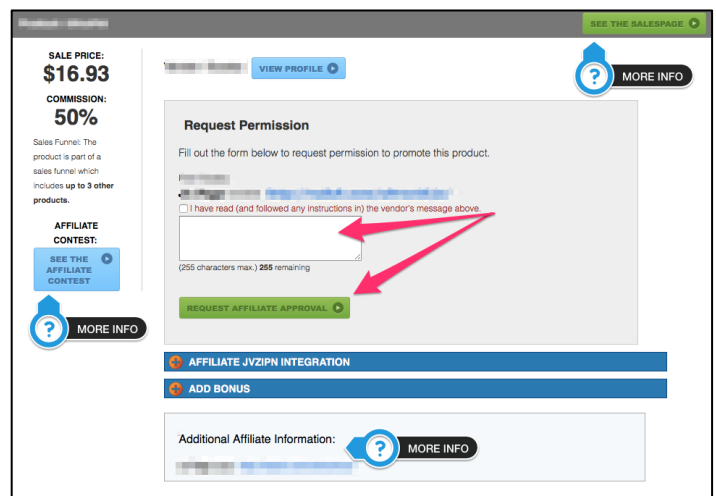 SEE THE SALESPAGE
MORE INFO
SALE PRICE:
$16.93
COMMISSION:
50%
Sales Funnel: The
product is part of a
sales funnel which
includes up to 3 other
products.
AFFILIATE
CONTEST:
SEE THE
AFFILIATE
CONTEST
? MORE INFO
VIEW PROFILE
?
Request Permission
Fill out the form below to request permission to promote this product.
I have read (and followed any instructions in) the vendor's message above.
(255 characters max.) 255 remaining
REQUEST AFFILIATE APPROVAL
AFFILIATE JVZIPN INTEGRATION
ADD BONUS
Additional Affiliate Information:
? MORE INFO